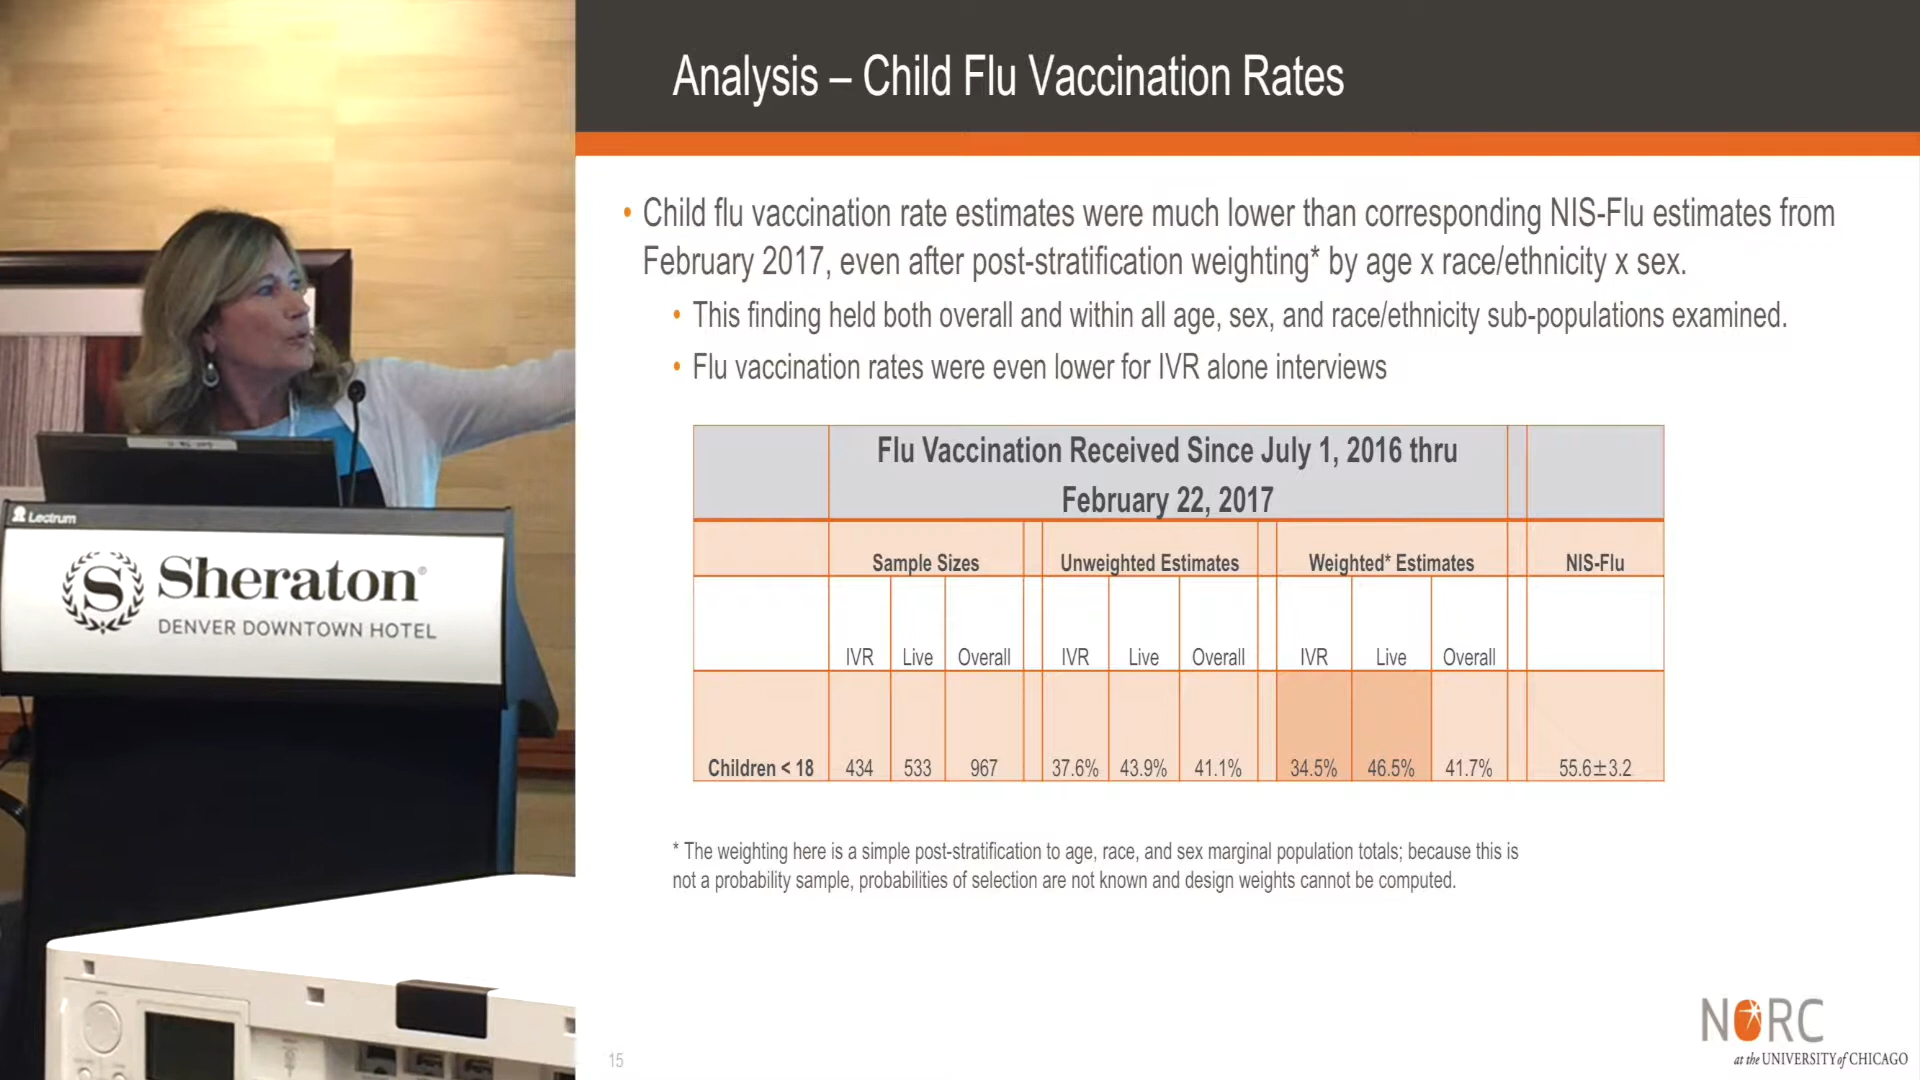 Analysis – Child Flu Vaccination Rates
• Child flu vaccination rate estimates were much lower than corresponding NIS-Flu estimates from
February 2017, even after post-stratification weighting* by age x race/ethnicity x sex.
• This finding held both overall and within all age, sex, and race/ethnicity sub-populations examined.
• Flu vaccination rates were even lower for IVR alone interviews
Flu Vaccination Received Since July 1, 2016 thru
February 22, 2017
Sample Sizes Unweighted Estimates Weighted* Estimates NIS-Flu
IVR Live Overall IVR Live Overall IVR Live Overall
Children < 18 434 533 967 37.6% 43.9% 41.1% 34.5% 46.5% 41.7% 55.6±3.2
* The weighting here is a simple post-stratification to age, race, and sex marginal population totals; because this is
not a probability sample, probabilities of selection are not known and design weights cannot be computed.
15
NORC
at the UNIVERSITY of CHICAGO
Lectrum
S
Sheraton®
DENVER DOWNTOWN HOTEL